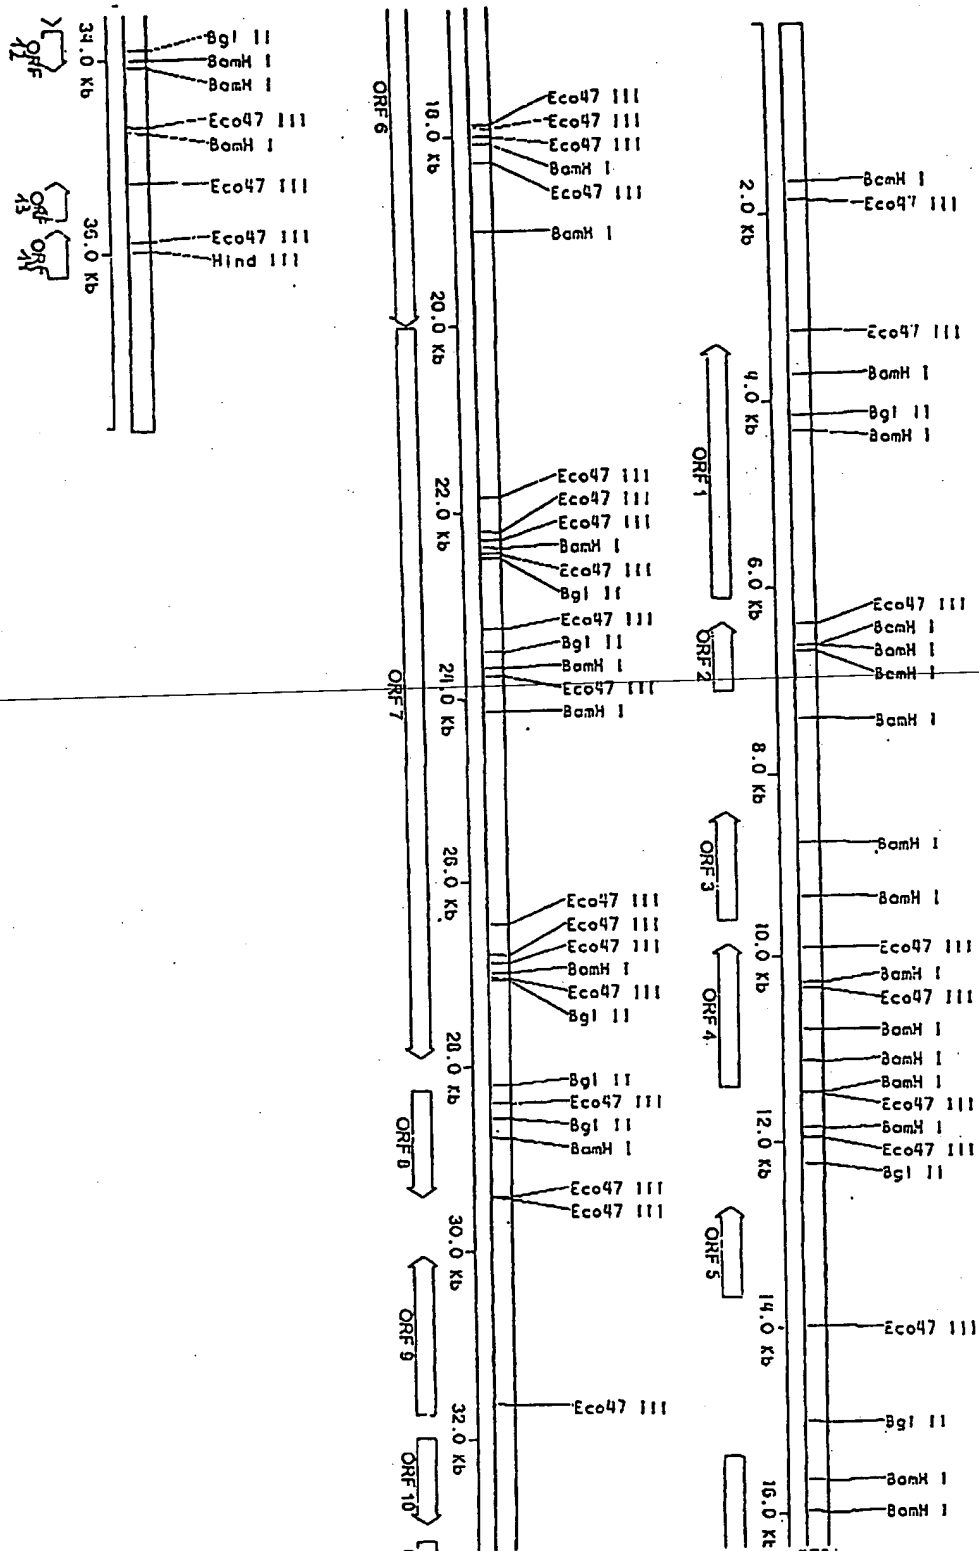 BamH I
Eco47 III
Eco47 III
BamH I
Bgl II
BamH I
Eco47 III
BamH I
BamH I
BamH I
BamH I
BamH I
BamH I
Eco47 III
BamH I
Eco47 III
BamH I
BamH I
BamH I
Eco47 III
BamH I
Eco47 III
Bgl II
Eco47 III
Bgl II
BamH I
BamH I
2.0 Kb
4.0 Kb
6.0 Kb
8.0 Kb
10.0 Kb
12.0 Kb
14.0 Kb
16.0 Kb
ORF 1
ORF 2
ORF 3
ORF 4
ORF 5
Eco47 III
Eco47 III
Eco47 III
BamH I
Eco47 III
BamH I
Eco47 III
Eco47 III
Eco47 III
BamH I
Eco47 III
Bgl II
Eco47 III
Bgl II
BamH I
Eco47 III
BamH I
Eco47 III
Eco47 III
Eco47 III
BamH I
Eco47 III
Bgl II
Bgl II
Eco47 III
Bgl II
BamH I
Eco47 III
Eco47 III
Eco47 III
18.0 Kb
20.0 Kb
22.0 Kb
24.0 Kb
26.0 Kb
28.0 Kb
30.0 Kb
32.0 Kb
ORF 6
ORF 7
ORF 8
ORF 9
ORF 10
Bgl II
BamH I
BamH I
Eco47 III
BamH I
Eco47 III
Eco47 III
Hind III
34.0 Kb
36.0 Kb
ORF
12
ORF
13
ORF
14